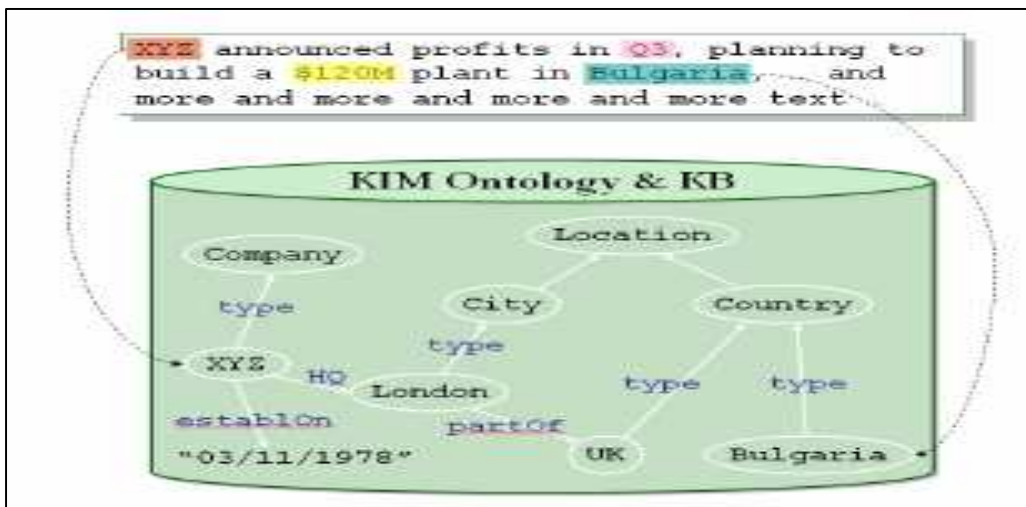 XYZ announced profits in Q3, planning to
build a $120M plant in Bulgaria, and
more and more and more and more text
KIM Ontology & KB
Location
Company
City
Country
type
type
XYZ
HQ
London
type
type
establOn
partOf
"03/11/1978"
UK
Bulgaria